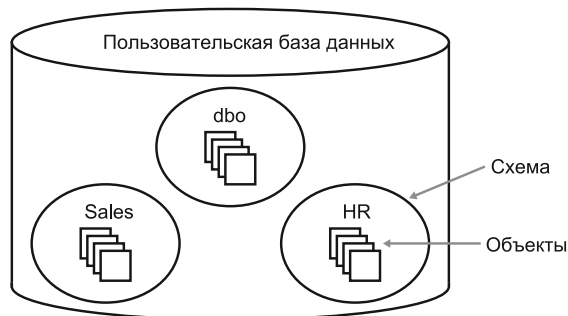 Пользовательская база данных
dbo
Схема
Sales
HR
Объекты